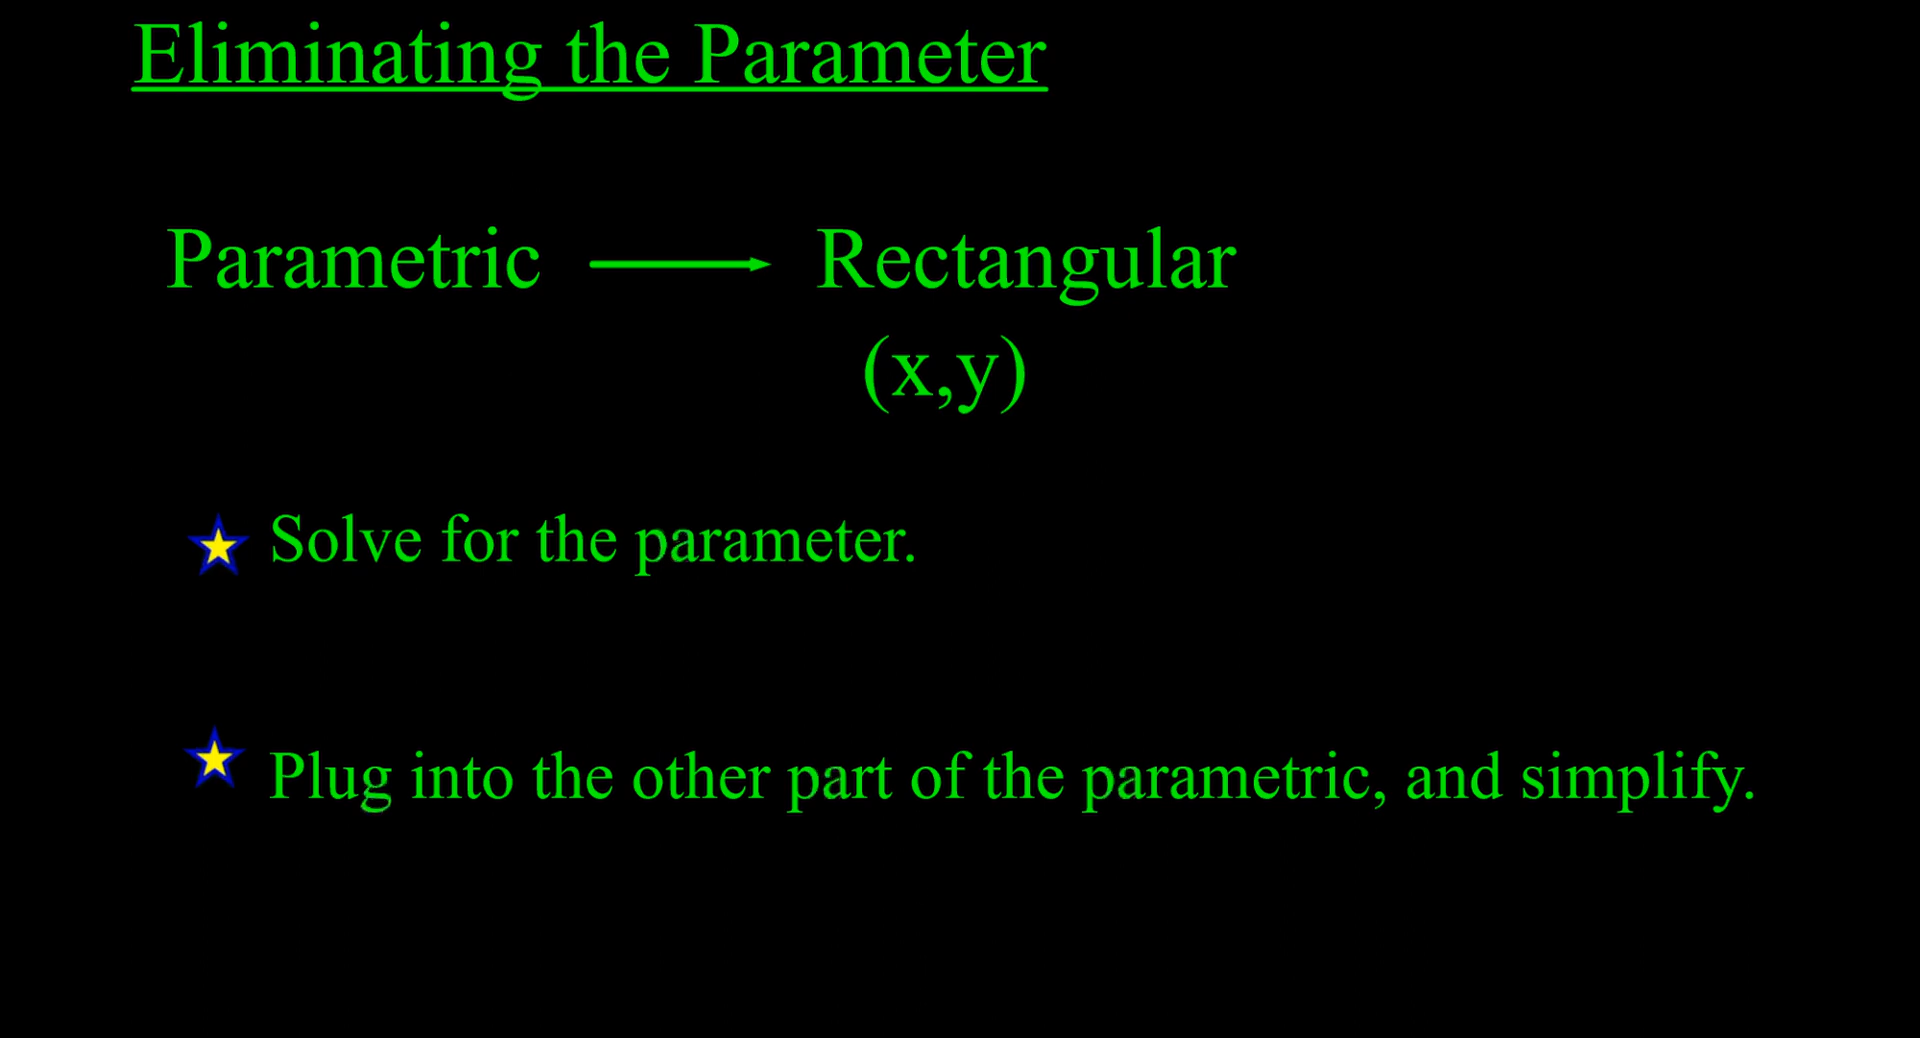 Eliminating the Parameter
Parametric Rectangular
(x,y)
Solve for the parameter.
Plug into the other part of the parametric, and simplify.